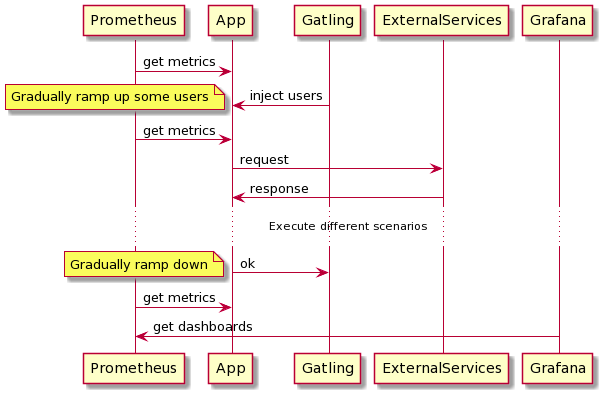 Prometheus App Gatling ExternalServices Grafana
get metrics
Gradually ramp up some users inject users
get metrics
request
response
Execute different scenarios
Gradually ramp down ok
get metrics
get dashboards
Prometheus App Gatling ExternalServices Grafana